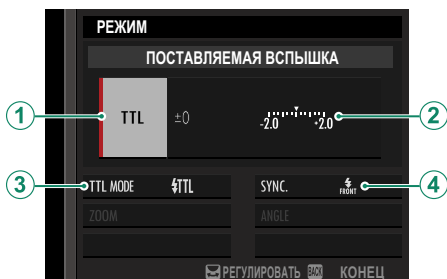 РЕЖИМ
ПОСТАВЛЯЕМАЯ ВСПЫШКА
1 TTL ±0 -2.0 +2.0 2
3 TTL MODE TTL SYNC. FRONT 4
ZOOM ANGLE
РЕГУЛИРОВАТЬ BACK КОНЕЦ